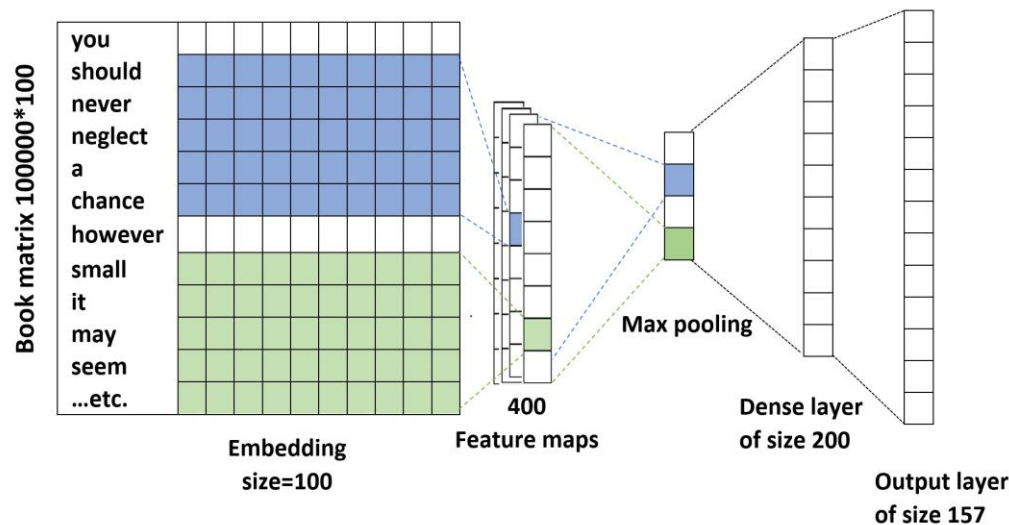 Book matrix 100000*100
you
should
never
neglect
a
chance
however
small
it
may
seem
...etc.
Embedding
size=100
400
Feature maps
Max pooling
Dense layer
of size 200
Output layer
of size 157